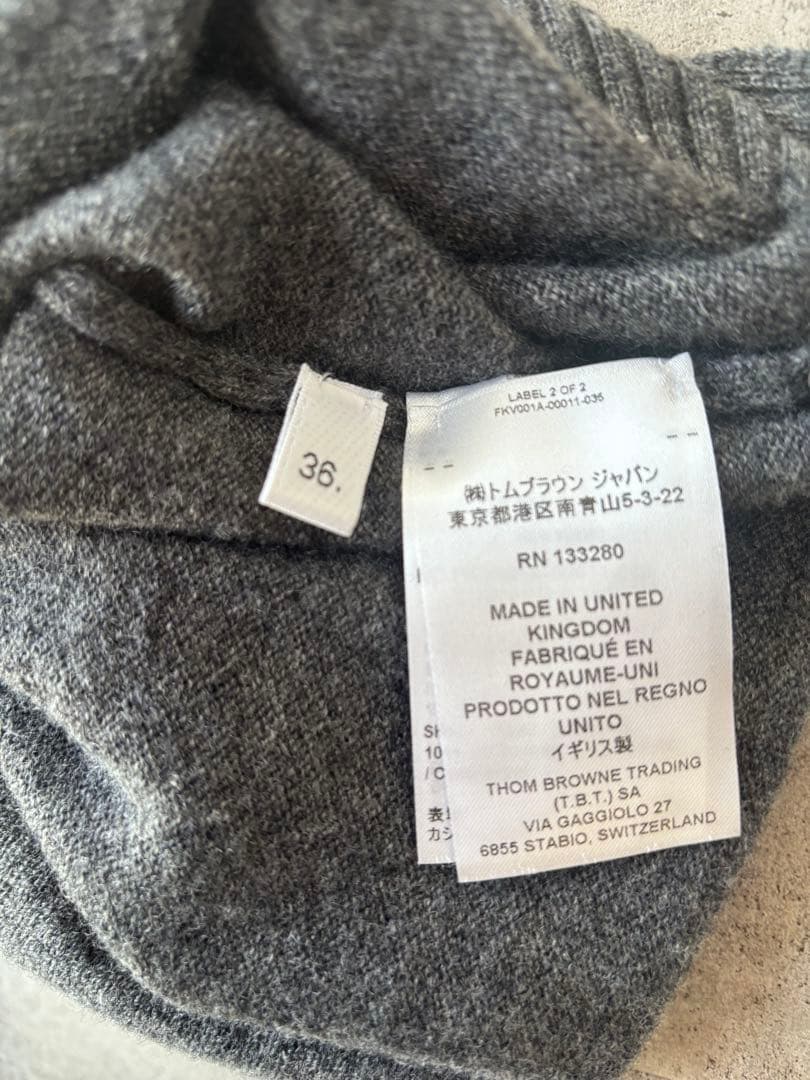 36.
LABEL 2 OF 2
FKV001A-00011-035
㈱トムブラウン ジャパン
東京都港区南青山5-3-22
RN 133280
MADE IN UNITED
KINGDOM
FABRIQUÉ EN
ROYAUME-UNI
PRODOTTO NEL REGNO
UNITO
イギリス製
THOM BROWNE TRADING
(T.B.T.) SA
VIA GAGGIOLO 27
6855 STABIO, SWITZERLAND